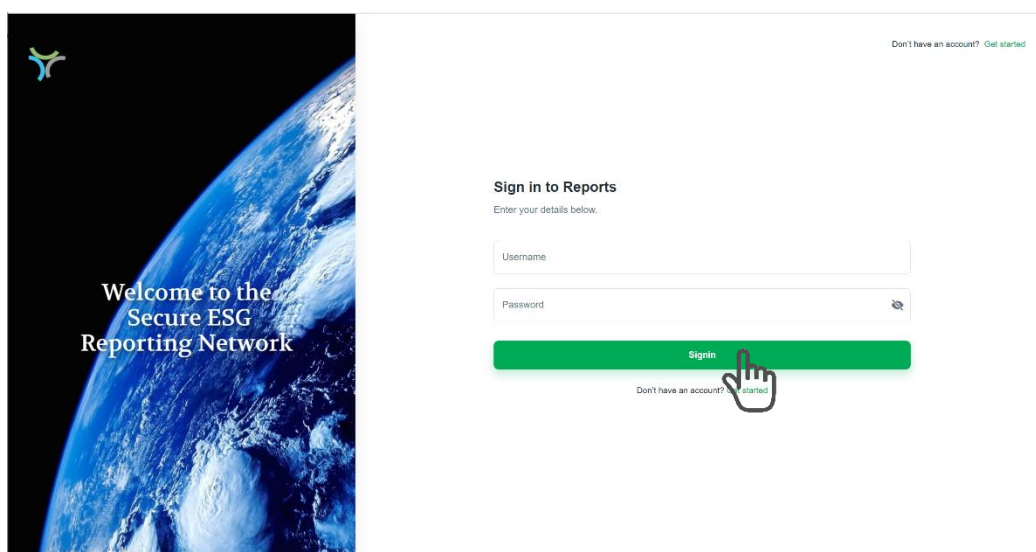 Don't have an account? Get started
Welcome to the
Secure ESG
Reporting Network
Sign in to Reports
Enter your details below.
Username
Password
Signin
Don't have an account? started